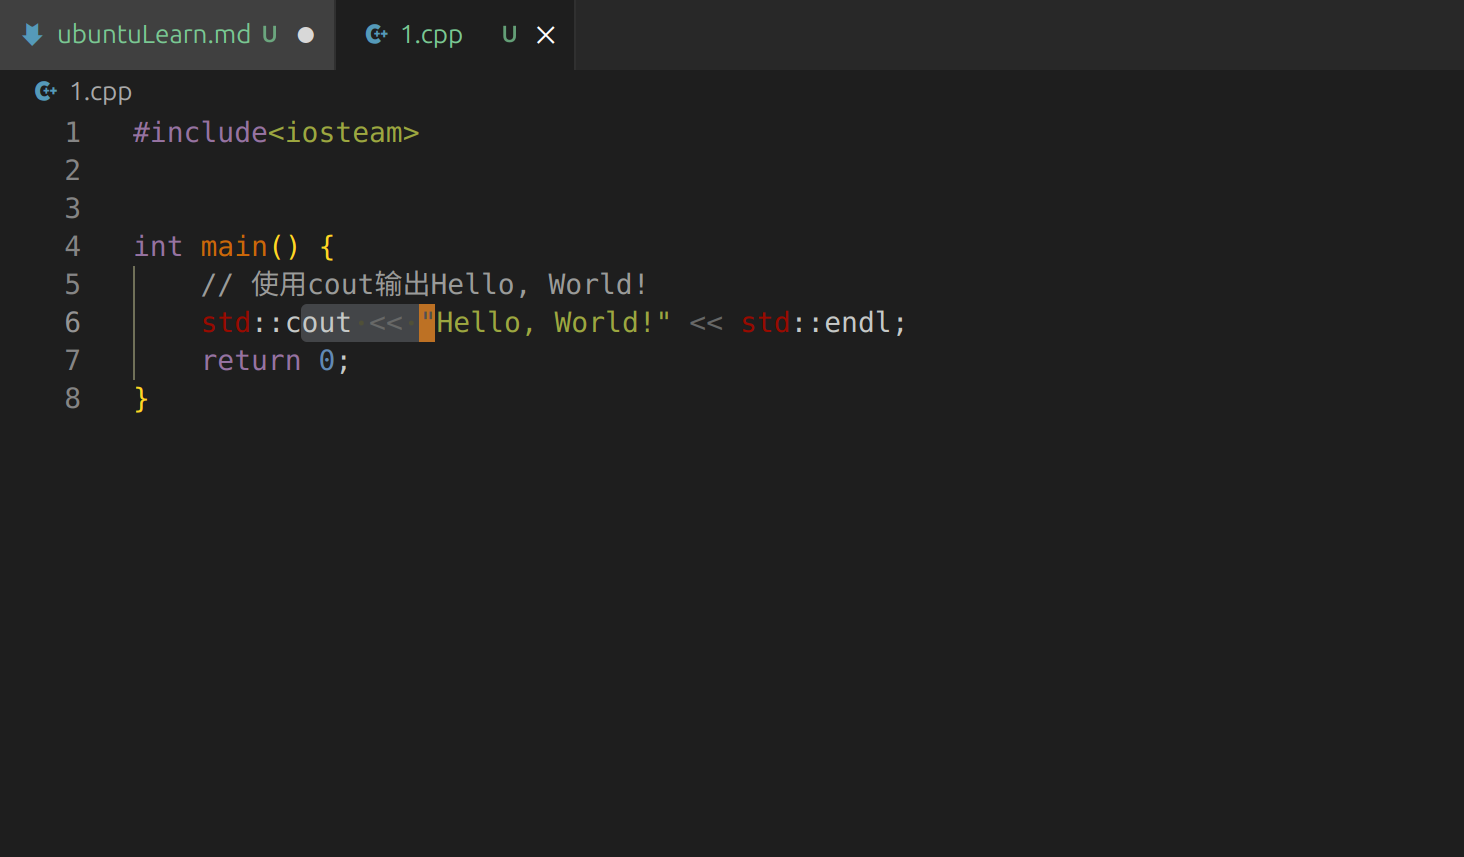 ubuntuLearn.md U 1.cpp U
1.cpp
1 #include<iosteam>
2
3
4 int main() {
5 // 使用cout输出Hello, World!
6 std::cout << "Hello, World!" << std::endl;
7 return 0;
8 }